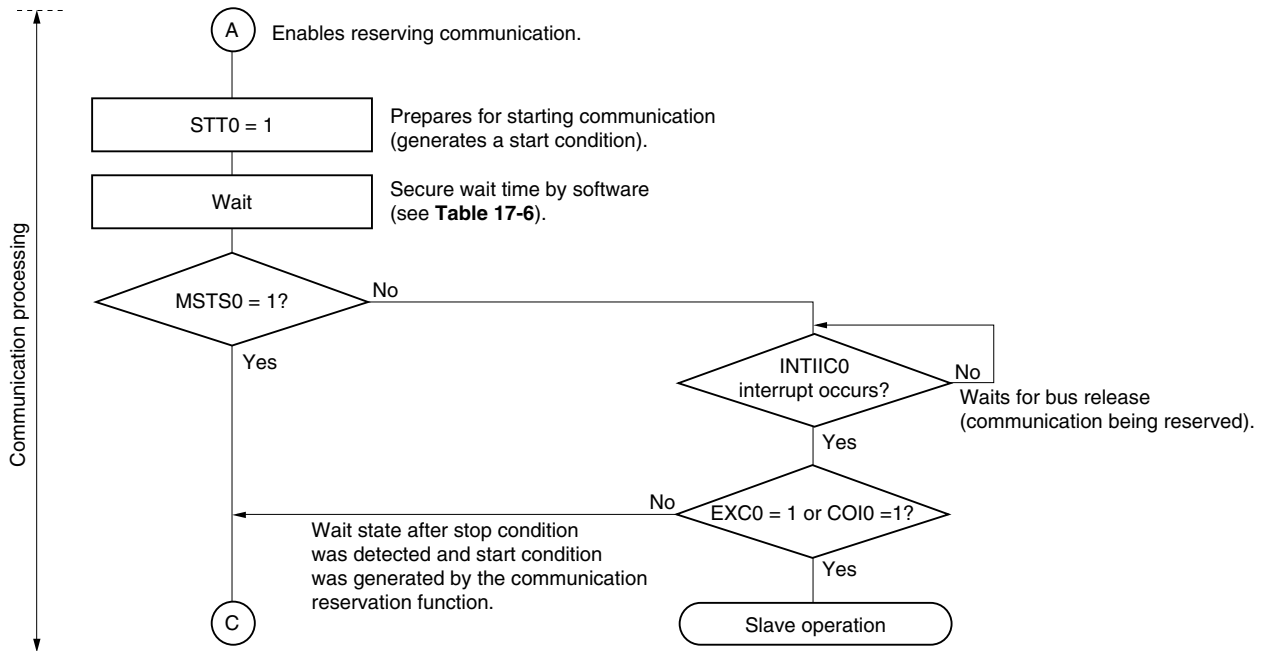 A
Enables reserving communication.
STT0 = 1
Prepares for starting communication
(generates a start condition).
Wait
Secure wait time by software
(see Table 17-6).
Communication processing
MSTS0 = 1?
No
Yes
INTIIC0
interrupt occurs?
No
Waits for bus release
(communication being reserved).
Yes
EXC0 = 1 or COI0 =1?
No
Wait state after stop condition
was detected and start condition
was generated by the communication
reservation function.
Yes
C
Slave operation